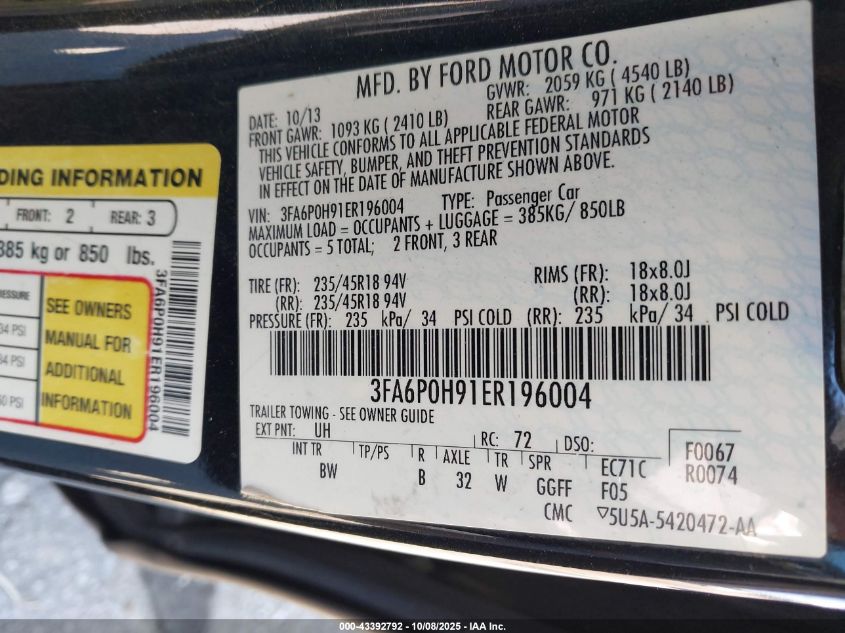 MFD. BY FORD MOTOR CO.
DATE: 10/13 GVWR: 2059 KG ( 4540 LB)
FRONT GAWR: 1093 KG ( 2410 LB) REAR GAWR: 971 KG ( 2140 LB)
THIS VEHICLE CONFORMS TO ALL APPLICABLE FEDERAL MOTOR
VEHICLE SAFETY, BUMPER, AND THEFT PREVENTION STANDARDS
IN EFFECT ON THE DATE OF MANUFACTURE SHOWN ABOVE.
VIN: 3FA6P0H91ER196004 TYPE: Passenger Car
MAXIMUM LOAD = OCCUPANTS + LUGGAGE = 385KG/ 850LB
OCCUPANTS = 5 TOTAL; 2 FRONT, 3 REAR
TIRE (FR): 235/45R18 94V RIMS (FR): 18x8.0J
(RR): 235/45R18 94V (RR): 18x8.0J
PRESSURE (FR): 235 kPa/ 34 PSI COLD (RR): 235 kPa/ 34 PSI COLD
3FA6P0H91ER196004
TRAILER TOWING - SEE OWNER GUIDE
EXT PNT: UH RC: 72 DSO: F0067
INT TR TP/PS R AXLE TR SPR EC71C R0074
BW B 32 W GGFF F05
CMC 5U5A-5420472-AA
DING INFORMATION
FRONT: 2 REAR: 3
385 kg or 850 lbs.
RESSURE
34 PSI
34 PSI
60 PSI
SEE OWNERS
MANUAL FOR
ADDITIONAL
INFORMATION
3FA6P0H91ER196004
000-43392792 - 10/08/2025 - IAA Inc.